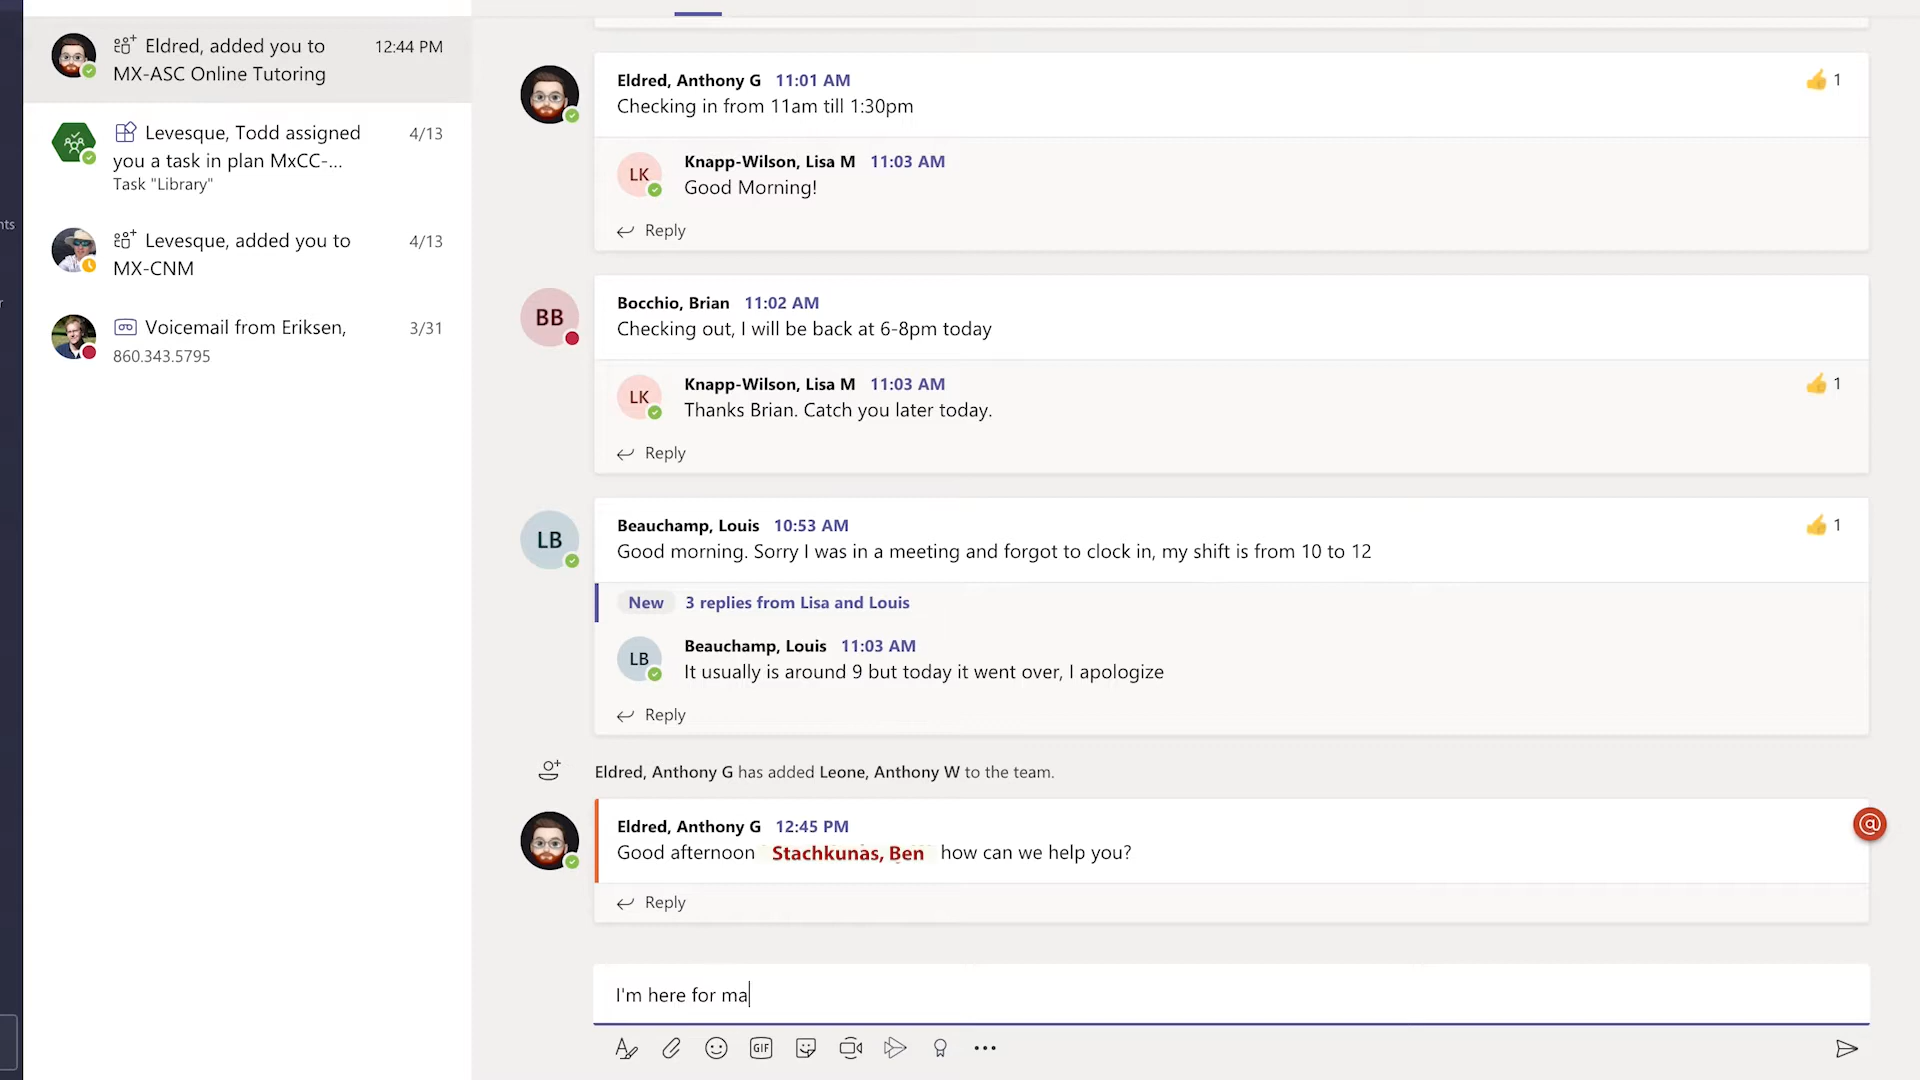 nts
r
Eldred, added you to
12:44 PM
MX-ASC Online Tutoring
Levesque, Todd assigned
4/13
you a task in plan MxCC-...
Task "Library"
Levesque, added you to
4/13
MX-CNM
Voicemail from Eriksen,
3/31
860.343.5795
Eldred, Anthony G 11:01 AM
1
Checking in from 11am till 1:30pm
LK
Knapp-Wilson, Lisa M 11:03 AM
Good Morning!
Reply
BB
Bocchio, Brian 11:02 AM
Checking out, I will be back at 6-8pm today
LK
Knapp-Wilson, Lisa M 11:03 AM
1
Thanks Brian. Catch you later today.
Reply
LB
Beauchamp, Louis 10:53 AM
1
Good morning. Sorry I was in a meeting and forgot to clock in, my shift is from 10 to 12
New 3 replies from Lisa and Louis
LB
Beauchamp, Louis 11:03 AM
It usually is around 9 but today it went over, I apologize
Reply
Eldred, Anthony G has added Leone, Anthony W to the team.
Eldred, Anthony G 12:45 PM
@
Good afternoon Stachkunas, Ben how can we help you?
Reply
I'm here for ma
GIF